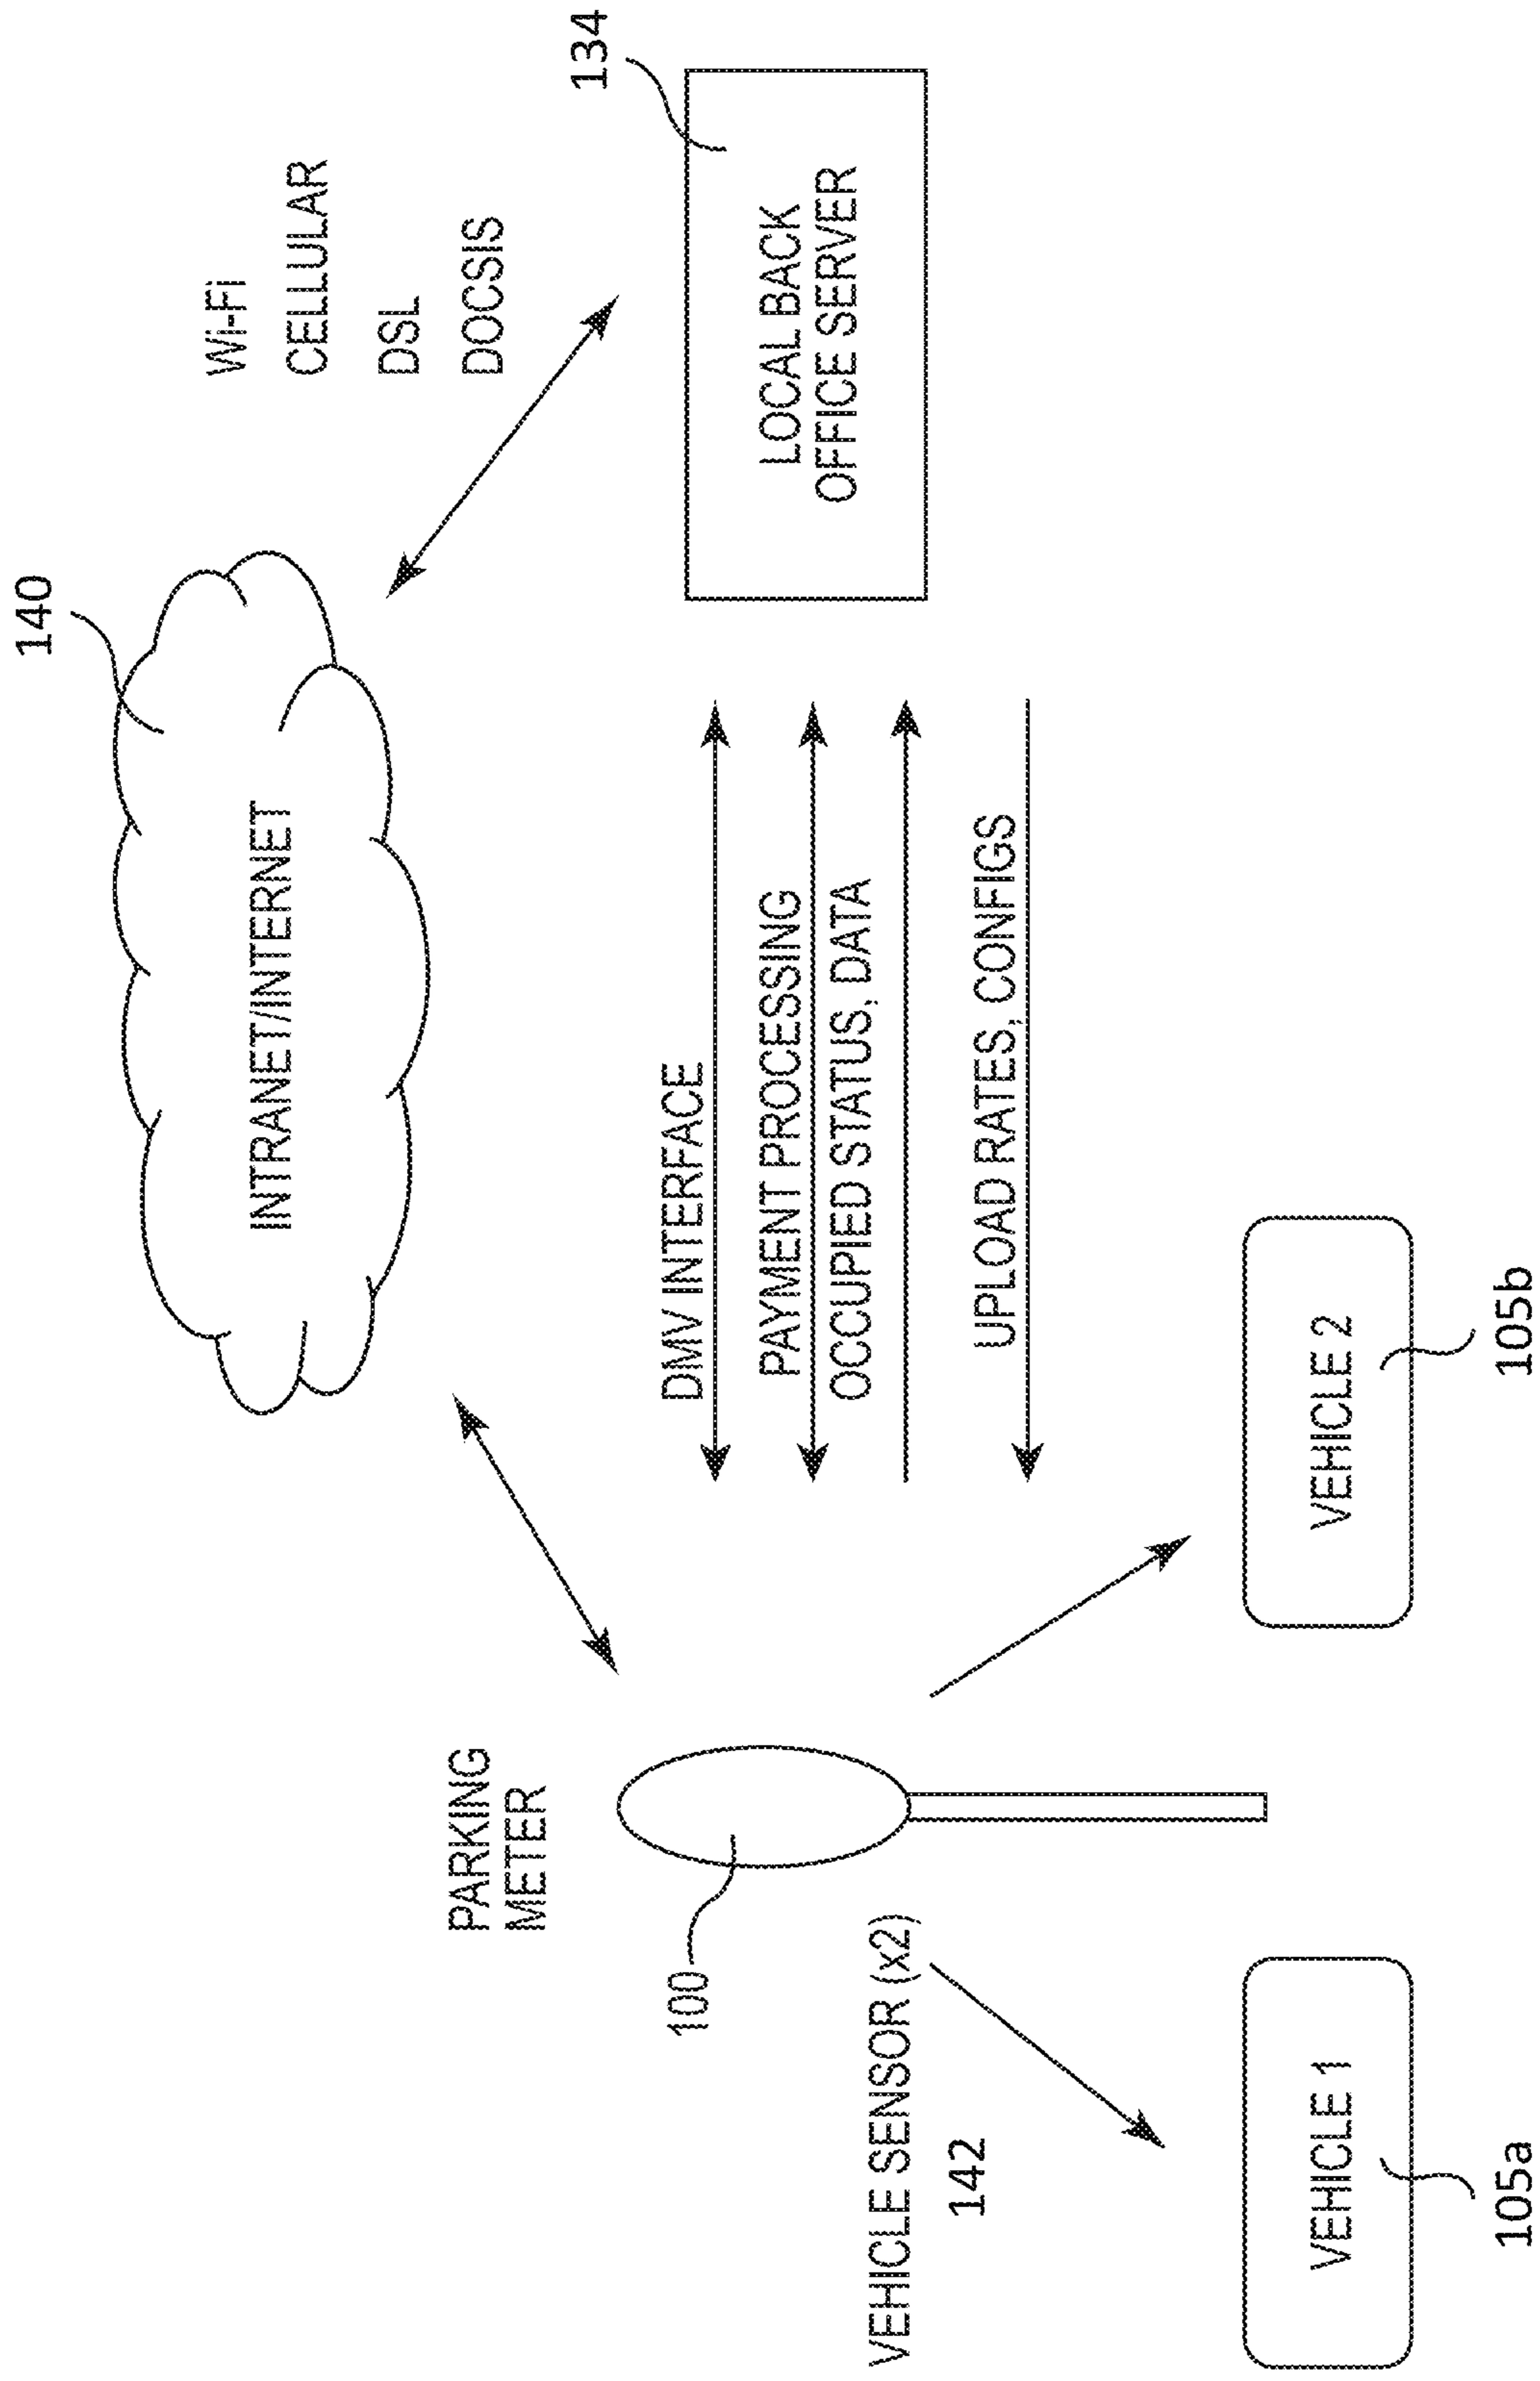 140
INTRANET/INTERNET
WI-FI
CELLULAR
DSL
DOCSIS
134
LOCAL BACK
OFFICE SERVER
PARKING
METER
100
DMV INTERFACE
PAYMENT PROCESSING
OCCUPIED STATUS, DATA
UPLOAD RATES, CONFIGS
VEHICLE SENSOR (x2)
142
VEHICLE 1
105a
VEHICLE 2
105b